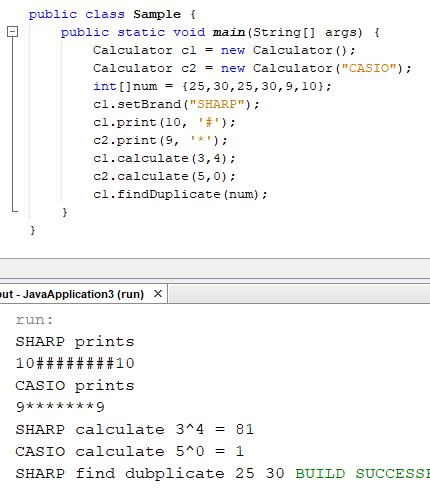 public class Sample {
public static void main(String[] args) {
Calculator c1 = new Calculator();
Calculator c2 = new Calculator("CASIO");
int[]num = {25,30,25,30,9,10};
c1.setBrand("SHARP");
c1.print(10, '#');
c2.print(9, '*');
c1.calculate(3,4);
c2.calculate(5,0);
c1.findDuplicate(num);
}
}
out - JavaApplication3 (run) ×
run:
SHARP prints
10########10
CASIO prints
9*******9
SHARP calculate 3^4 = 81
CASIO calculate 5^0 = 1
SHARP find dubplicate 25 30 BUILD SUCCESSF